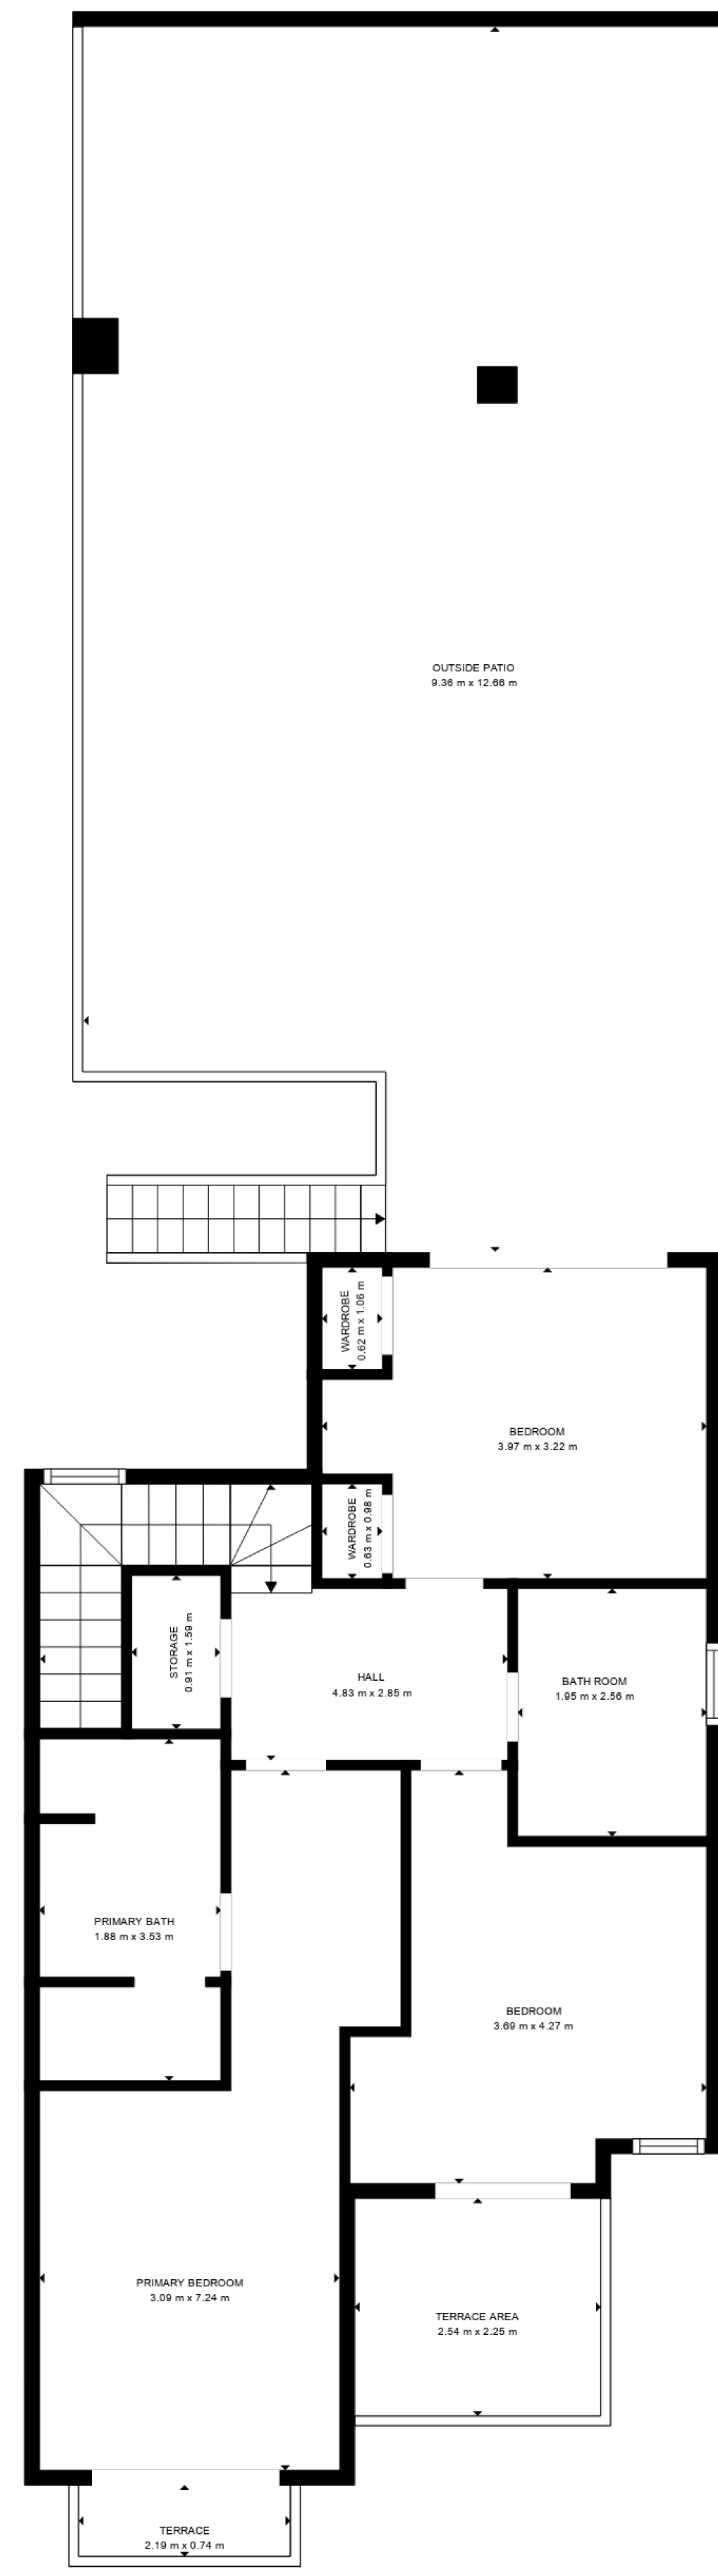 OUTSIDE PATIO
9.36 m x 12.66 m
WARDROBE
0.62 m x 1.06 m
BEDROOM
3.97 m x 3.22 m
WARDROBE
0.63 m x 0.98 m
STORAGE
0.91 m x 1.59 m
HALL
4.83 m x 2.85 m
BATH ROOM
1.95 m x 2.56 m
PRIMARY BATH
1.88 m x 3.53 m
BEDROOM
3.69 m x 4.27 m
PRIMARY BEDROOM
3.09 m x 7.24 m
TERRACE AREA
2.54 m x 2.25 m
TERRACE
2.19 m x 0.74 m